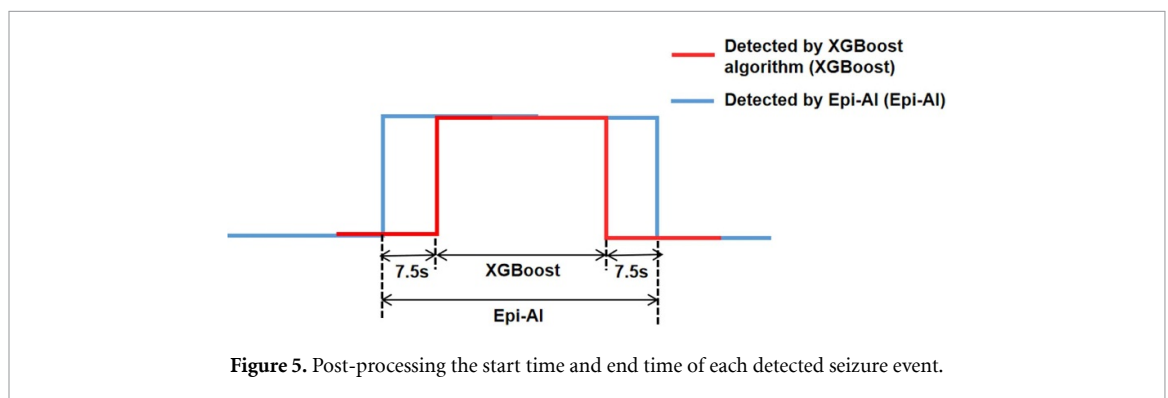 Detected by XGBoost
algorithm (XGBoost)
Detected by Epi-AI (Epi-AI)
7.5s
XGBoost
7.5s
Epi-AI
Figure 5. Post-processing the start time and end time of each detected seizure event.